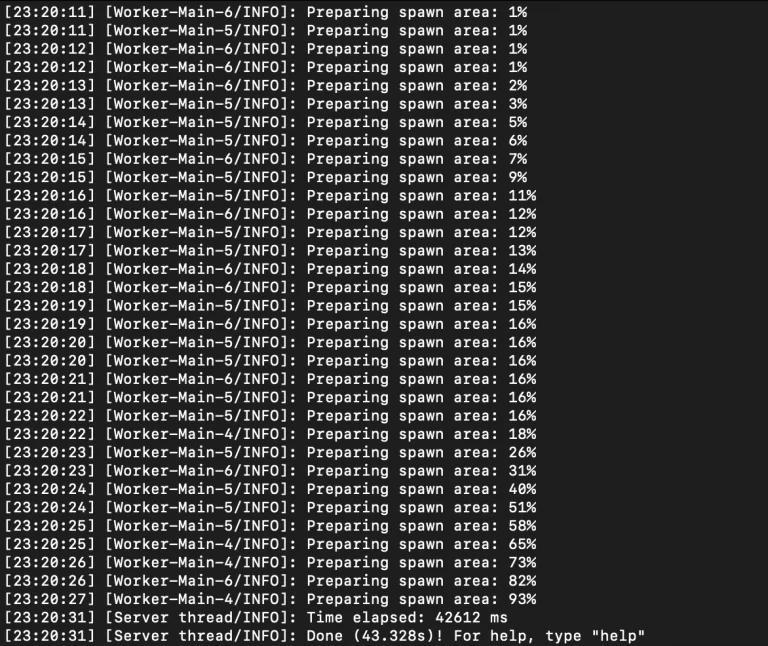 [23:20:11] [Worker-Main-6/INFO]: Preparing spawn area: 1%
[23:20:11] [Worker-Main-5/INFO]: Preparing spawn area: 1%
[23:20:12] [Worker-Main-6/INFO]: Preparing spawn area: 1%
[23:20:12] [Worker-Main-6/INFO]: Preparing spawn area: 1%
[23:20:13] [Worker-Main-6/INFO]: Preparing spawn area: 2%
[23:20:13] [Worker-Main-5/INFO]: Preparing spawn area: 3%
[23:20:14] [Worker-Main-5/INFO]: Preparing spawn area: 5%
[23:20:14] [Worker-Main-5/INFO]: Preparing spawn area: 6%
[23:20:15] [Worker-Main-6/INFO]: Preparing spawn area: 7%
[23:20:15] [Worker-Main-5/INFO]: Preparing spawn area: 9%
[23:20:16] [Worker-Main-5/INFO]: Preparing spawn area: 11%
[23:20:16] [Worker-Main-6/INFO]: Preparing spawn area: 12%
[23:20:17] [Worker-Main-5/INFO]: Preparing spawn area: 12%
[23:20:17] [Worker-Main-5/INFO]: Preparing spawn area: 13%
[23:20:18] [Worker-Main-6/INFO]: Preparing spawn area: 14%
[23:20:18] [Worker-Main-6/INFO]: Preparing spawn area: 15%
[23:20:19] [Worker-Main-5/INFO]: Preparing spawn area: 15%
[23:20:19] [Worker-Main-6/INFO]: Preparing spawn area: 16%
[23:20:20] [Worker-Main-5/INFO]: Preparing spawn area: 16%
[23:20:20] [Worker-Main-5/INFO]: Preparing spawn area: 16%
[23:20:21] [Worker-Main-6/INFO]: Preparing spawn area: 16%
[23:20:21] [Worker-Main-5/INFO]: Preparing spawn area: 16%
[23:20:22] [Worker-Main-5/INFO]: Preparing spawn area: 16%
[23:20:22] [Worker-Main-4/INFO]: Preparing spawn area: 18%
[23:20:23] [Worker-Main-5/INFO]: Preparing spawn area: 26%
[23:20:23] [Worker-Main-6/INFO]: Preparing spawn area: 31%
[23:20:24] [Worker-Main-5/INFO]: Preparing spawn area: 40%
[23:20:24] [Worker-Main-5/INFO]: Preparing spawn area: 51%
[23:20:25] [Worker-Main-5/INFO]: Preparing spawn area: 58%
[23:20:25] [Worker-Main-4/INFO]: Preparing spawn area: 65%
[23:20:26] [Worker-Main-4/INFO]: Preparing spawn area: 73%
[23:20:26] [Worker-Main-6/INFO]: Preparing spawn area: 82%
[23:20:27] [Worker-Main-4/INFO]: Preparing spawn area: 93%
[23:20:31] [Server thread/INFO]: Time elapsed: 42612 ms
[23:20:31] [Server thread/INFO]: Done (43.328s)! For help, type "help"